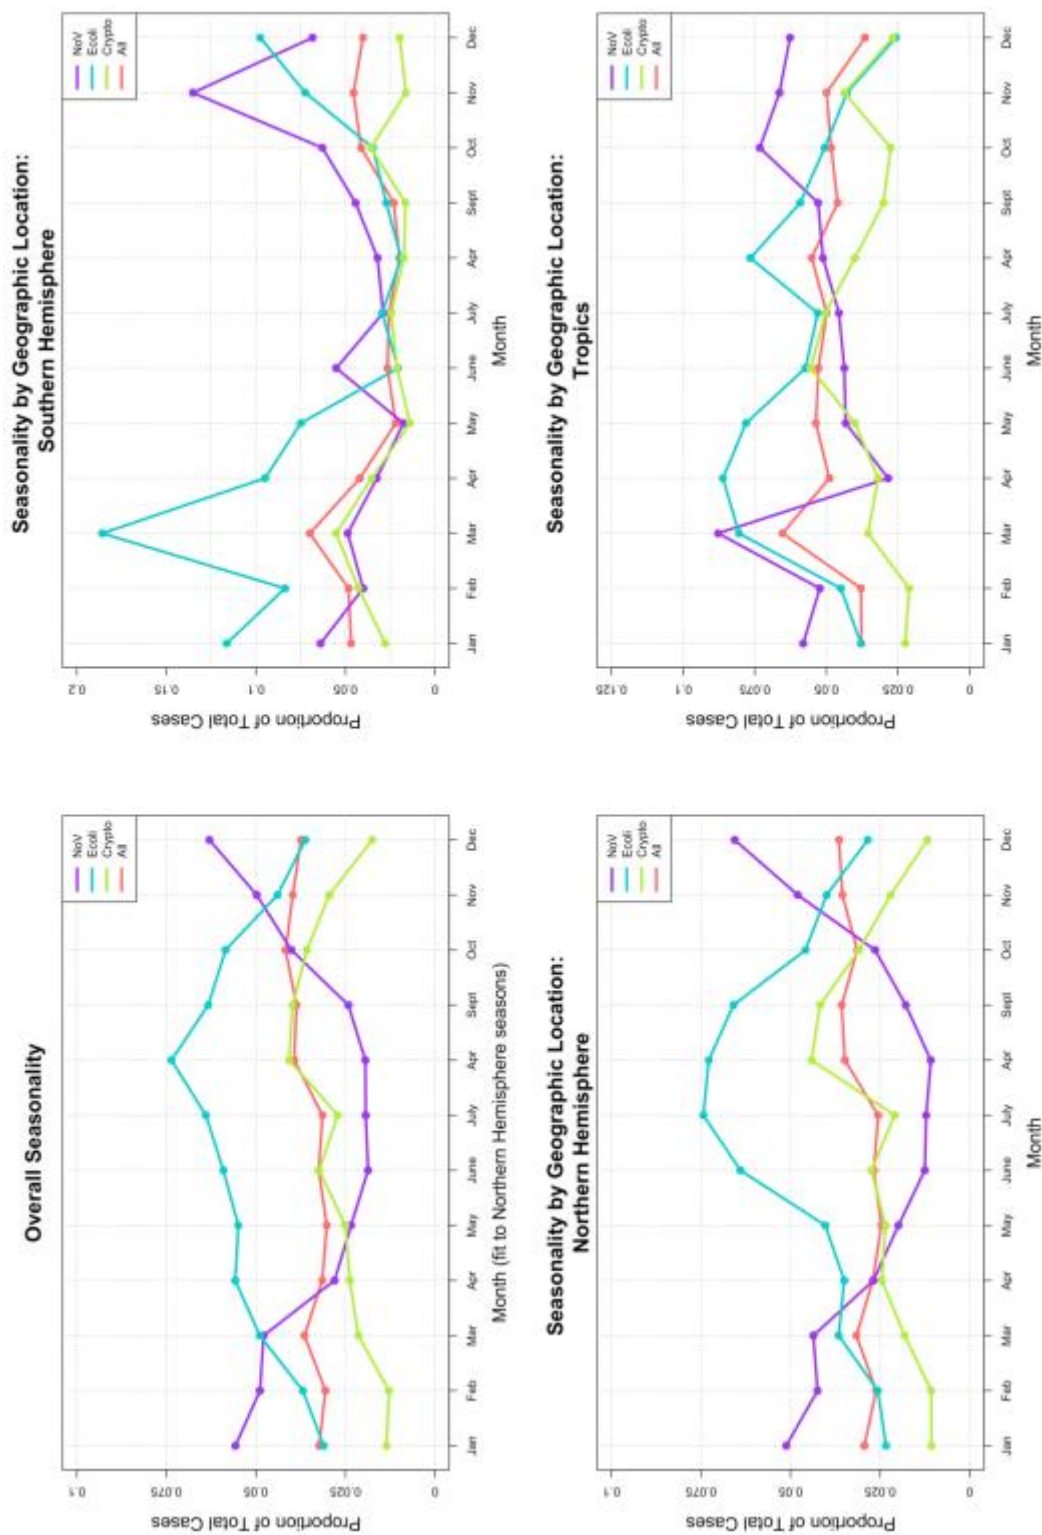 Overall Seasonality
NoV
Ecoli
Crypto
All
Proportion of Total Cases
0.1
0.075
0.05
0.025
0
Jan
Feb
Mar
Apr
May
June
July
Apr
Sept
Oct
Nov
Dec
Month (fit to Northern Hemisphere seasons)
Seasonality by Geographic Location:
Southern Hemisphere
NoV
Ecoli
Crypto
All
Proportion of Total Cases
0.2
0.15
0.1
0.05
0
Jan
Feb
Mar
Apr
May
June
July
Apr
Sept
Oct
Nov
Dec
Month
Seasonality by Geographic Location:
Northern Hemisphere
NoV
Ecoli
Crypto
All
Proportion of Total Cases
0.1
0.075
0.05
0.025
0
Jan
Feb
Mar
Apr
May
June
July
Apr
Sept
Oct
Nov
Dec
Month
Seasonality by Geographic Location:
Tropics
NoV
Ecoli
Crypto
All
Proportion of Total Cases
0.125
0.1
0.075
0.05
0.025
0
Jan
Feb
Mar
Apr
May
June
July
Apr
Sept
Oct
Nov
Dec
Month